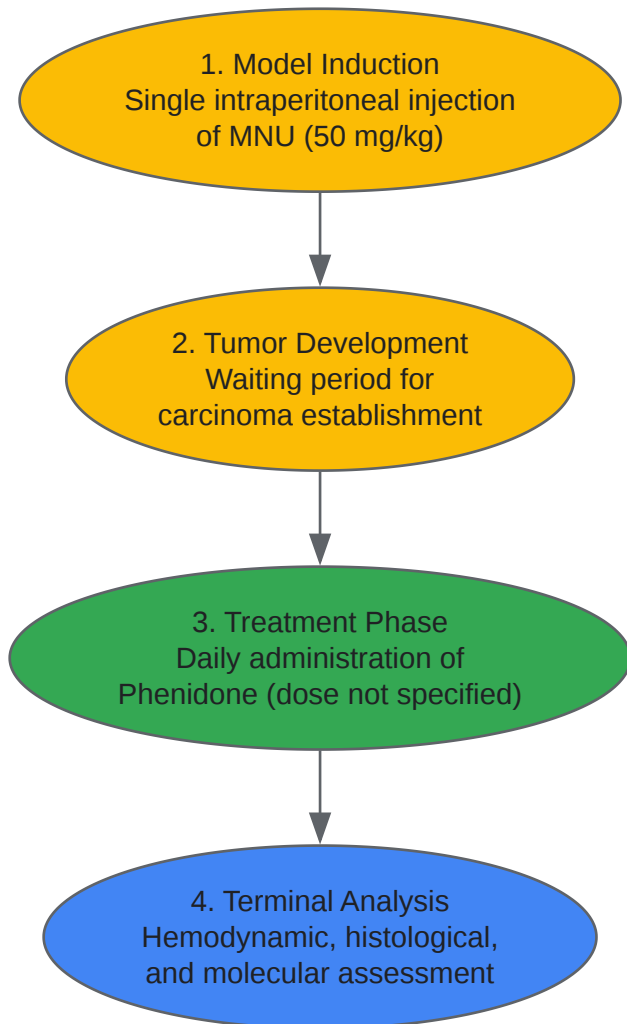 1. Model Induction
Single intraperitoneal injection
of MNU (50 mg/kg)
2. Tumor Development
Waiting period for
carcinoma establishment
3. Treatment Phase
Daily administration of
Phenidone (dose not specified)
4. Terminal Analysis
Hemodynamic, histological,
and molecular assessment